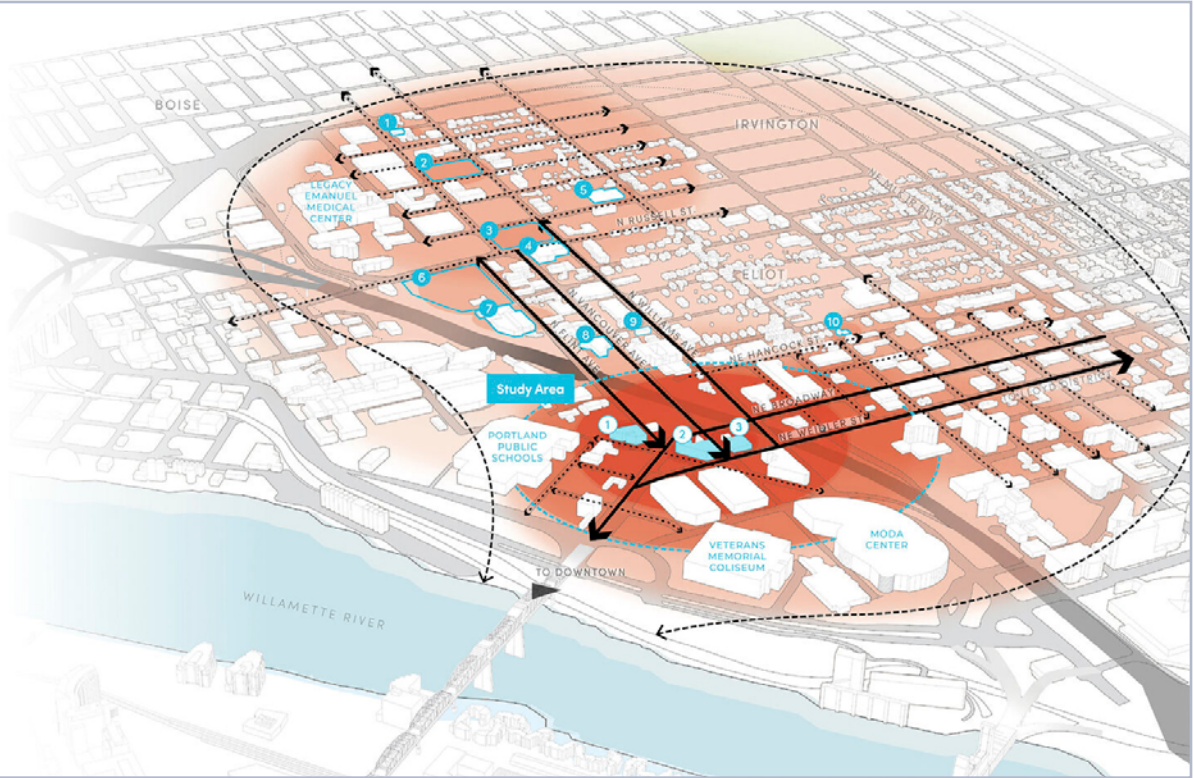 BOISE
IRVINGTON
1
2
LEGACY
EMANUEL
MEDICAL
CENTER
5
N RUSSELL ST.
3
4
ELIOT
6
7
N FLINT AVE
N VANCOUVER AVE
N WILLIAMS AVE
8
9
10
NE HANCOCK ST.
Study Area
NE BROADWAY
NE WEIDLER ST.
LLOYD DISTRICT
1
2
3
PORTLAND
PUBLIC
SCHOOLS
VETERANS
MEMORIAL
COLISEUM
MODA
CENTER
TO DOWNTOWN
WILLAMETTE RIVER